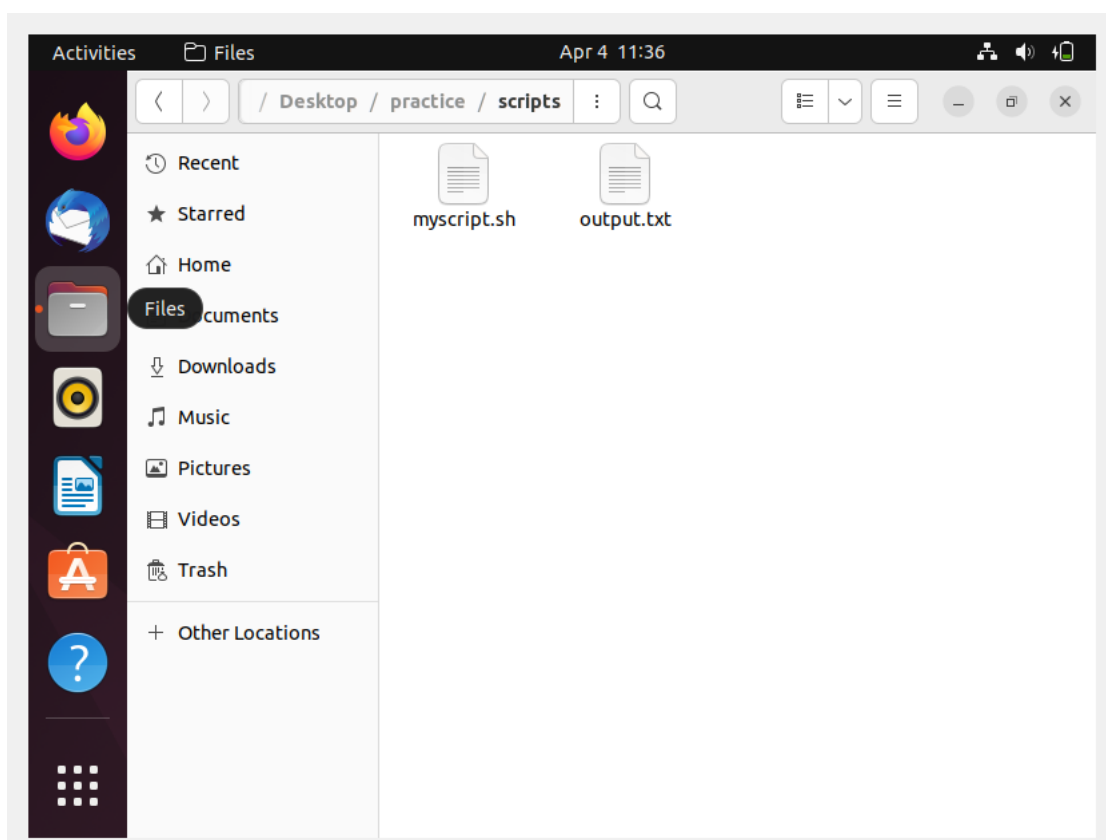 Activities Files Apr 4 11:36
/ Desktop / practice / scripts
Recent
Starred
Home
Files cuments
Downloads
Music
Pictures
Videos
Trash
Other Locations
myscript.sh output.txt